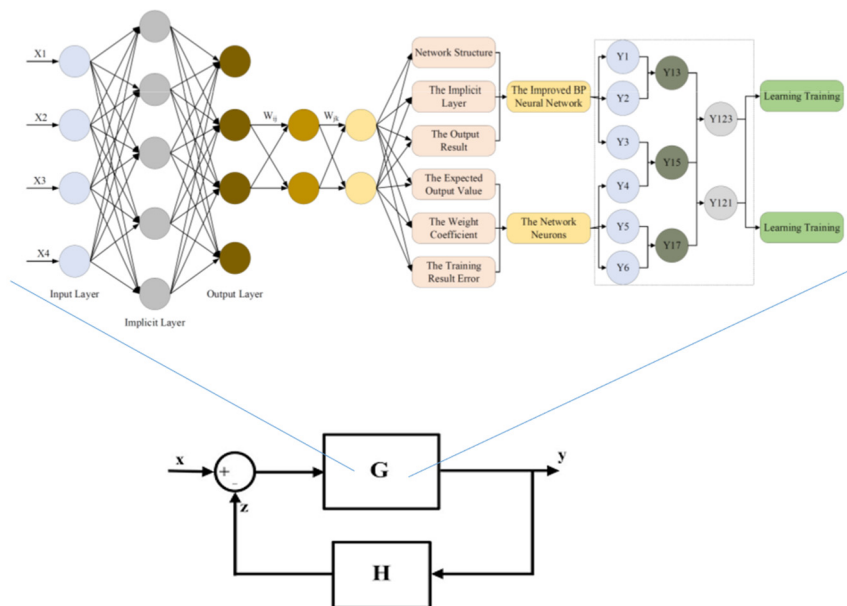 X1
X2
X3
X4
Input Layer
Implicit Layer
Output Layer
Wij
Wjk
Network Structure
The Implicit
Layer
The Output
Result
The Expected
Output Value
The Weight
Coefficient
The Training
Result Error
The Improved BP
Neural Network
The Network
Neurons
Y1
Y2
Y3
Y4
Y5
Y6
Y13
Y15
Y17
Y123
Y121
Learning Training
Learning Training
x
+
-
z
G
y
H